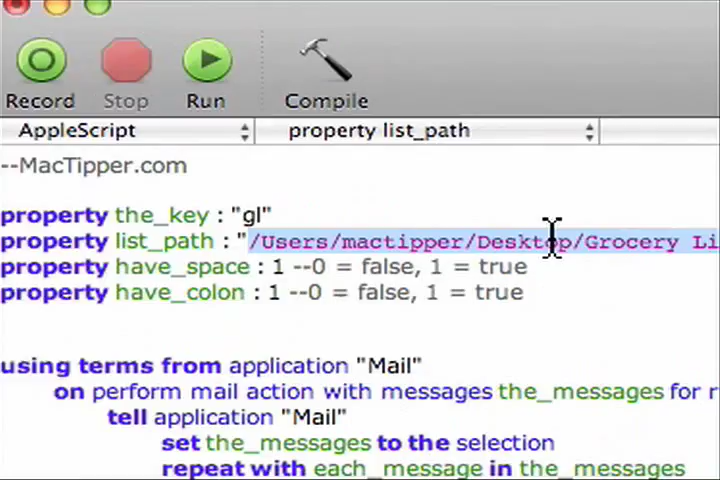 Record Stop Run Compile
AppleScript property list_path
--MacTipper.com
property the_key : "gl"
property list_path : "/Users/mactipper/Desktop/Grocery Li
property have_space : 1 --0 = false, 1 = true
property have_colon : 1 --0 = false, 1 = true
using terms from application "Mail"
on perform mail action with messages the_messages for r
tell application "Mail"
set the_messages to the selection
repeat with each_message in the_messages